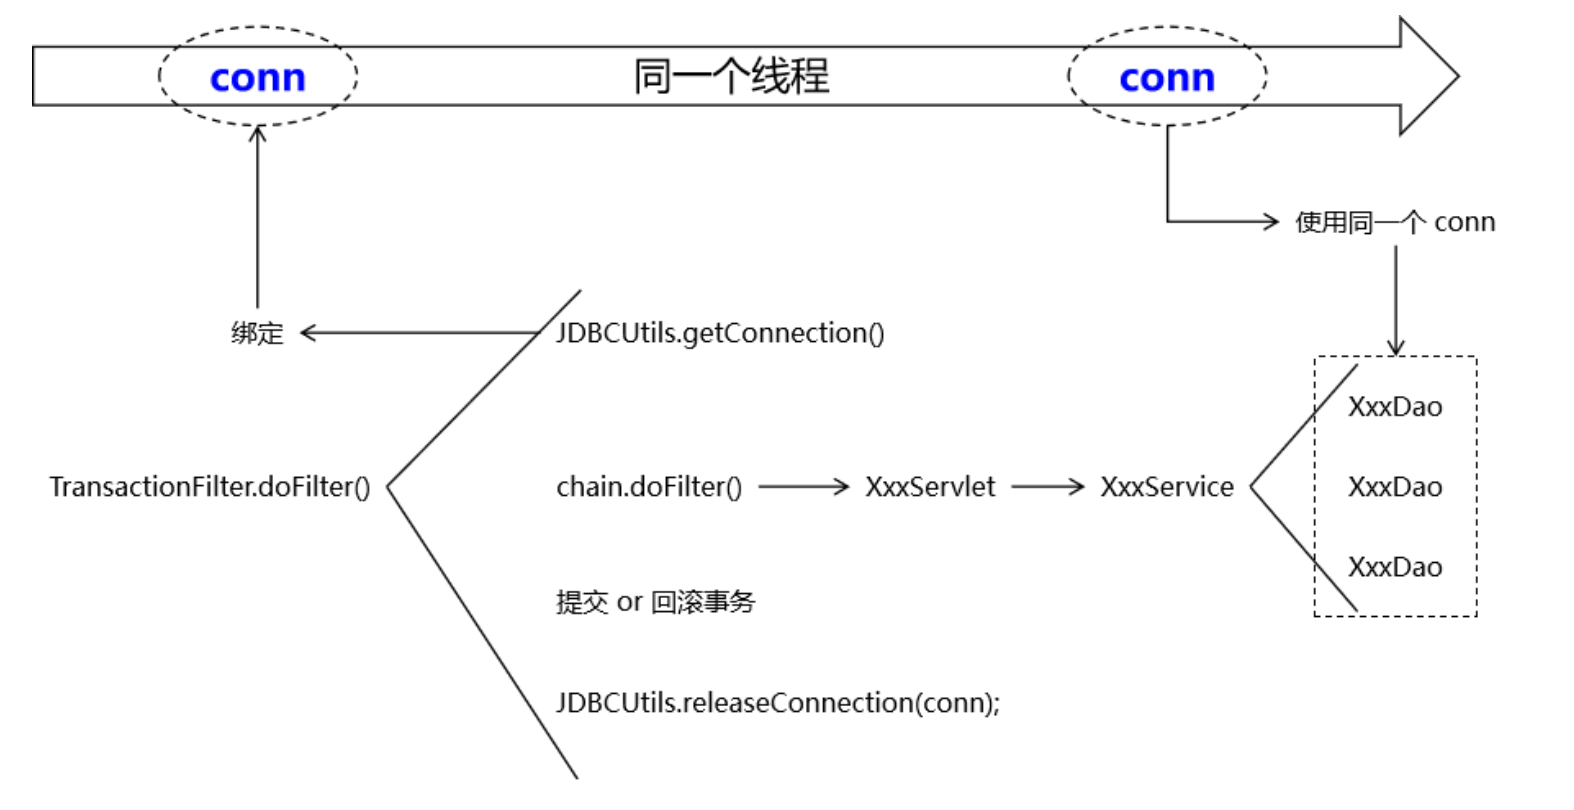 conn
同一个线程
conn
使用同一个 conn
绑定
JDBCUtils.getConnection()
XxxDao
TransactionFilter.doFilter()
chain.doFilter()
XxxServlet
XxxService
XxxDao
XxxDao
提交 or 回滚事务
JDBCUtils.releaseConnection(conn);